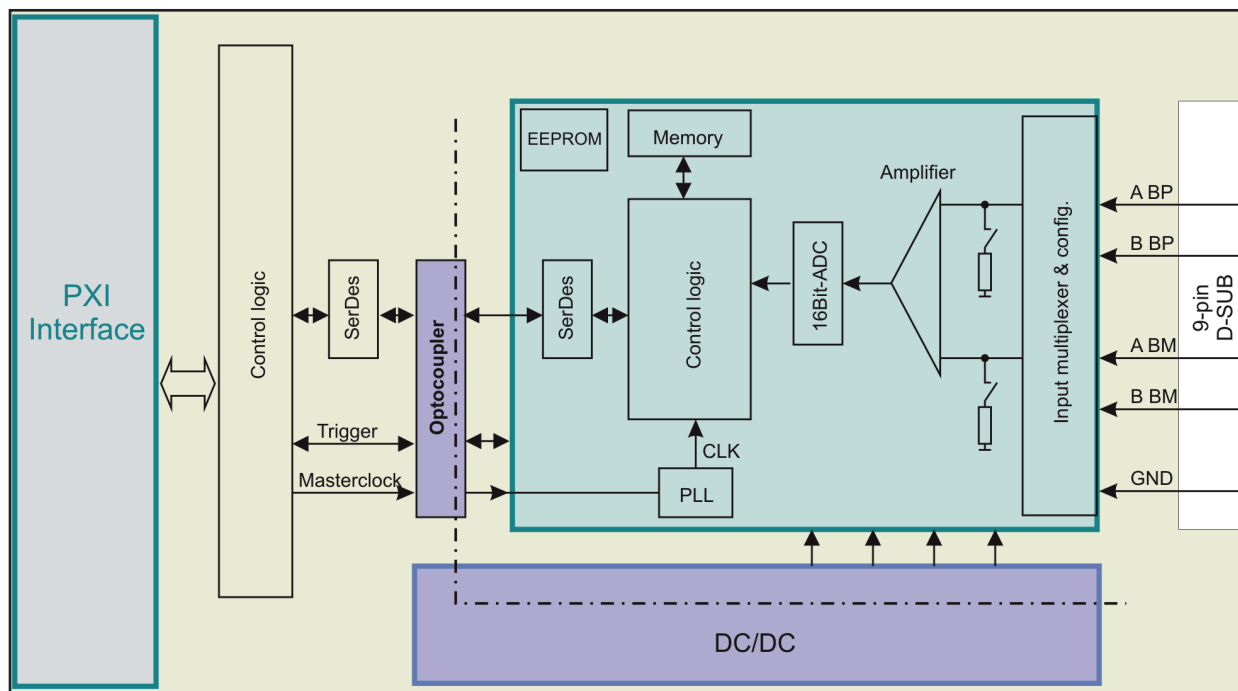 PXI
Interface
Control logic
SerDes
Trigger
Masterclock
Optocoupler
EEPROM
Memory
SerDes
Control logic
CLK
PLL
16Bit-ADC
Amplifier
Input multiplexer & config.
A BP
B BP
A BM
B BM
GND
9-pin
D-SUB
DC/DC